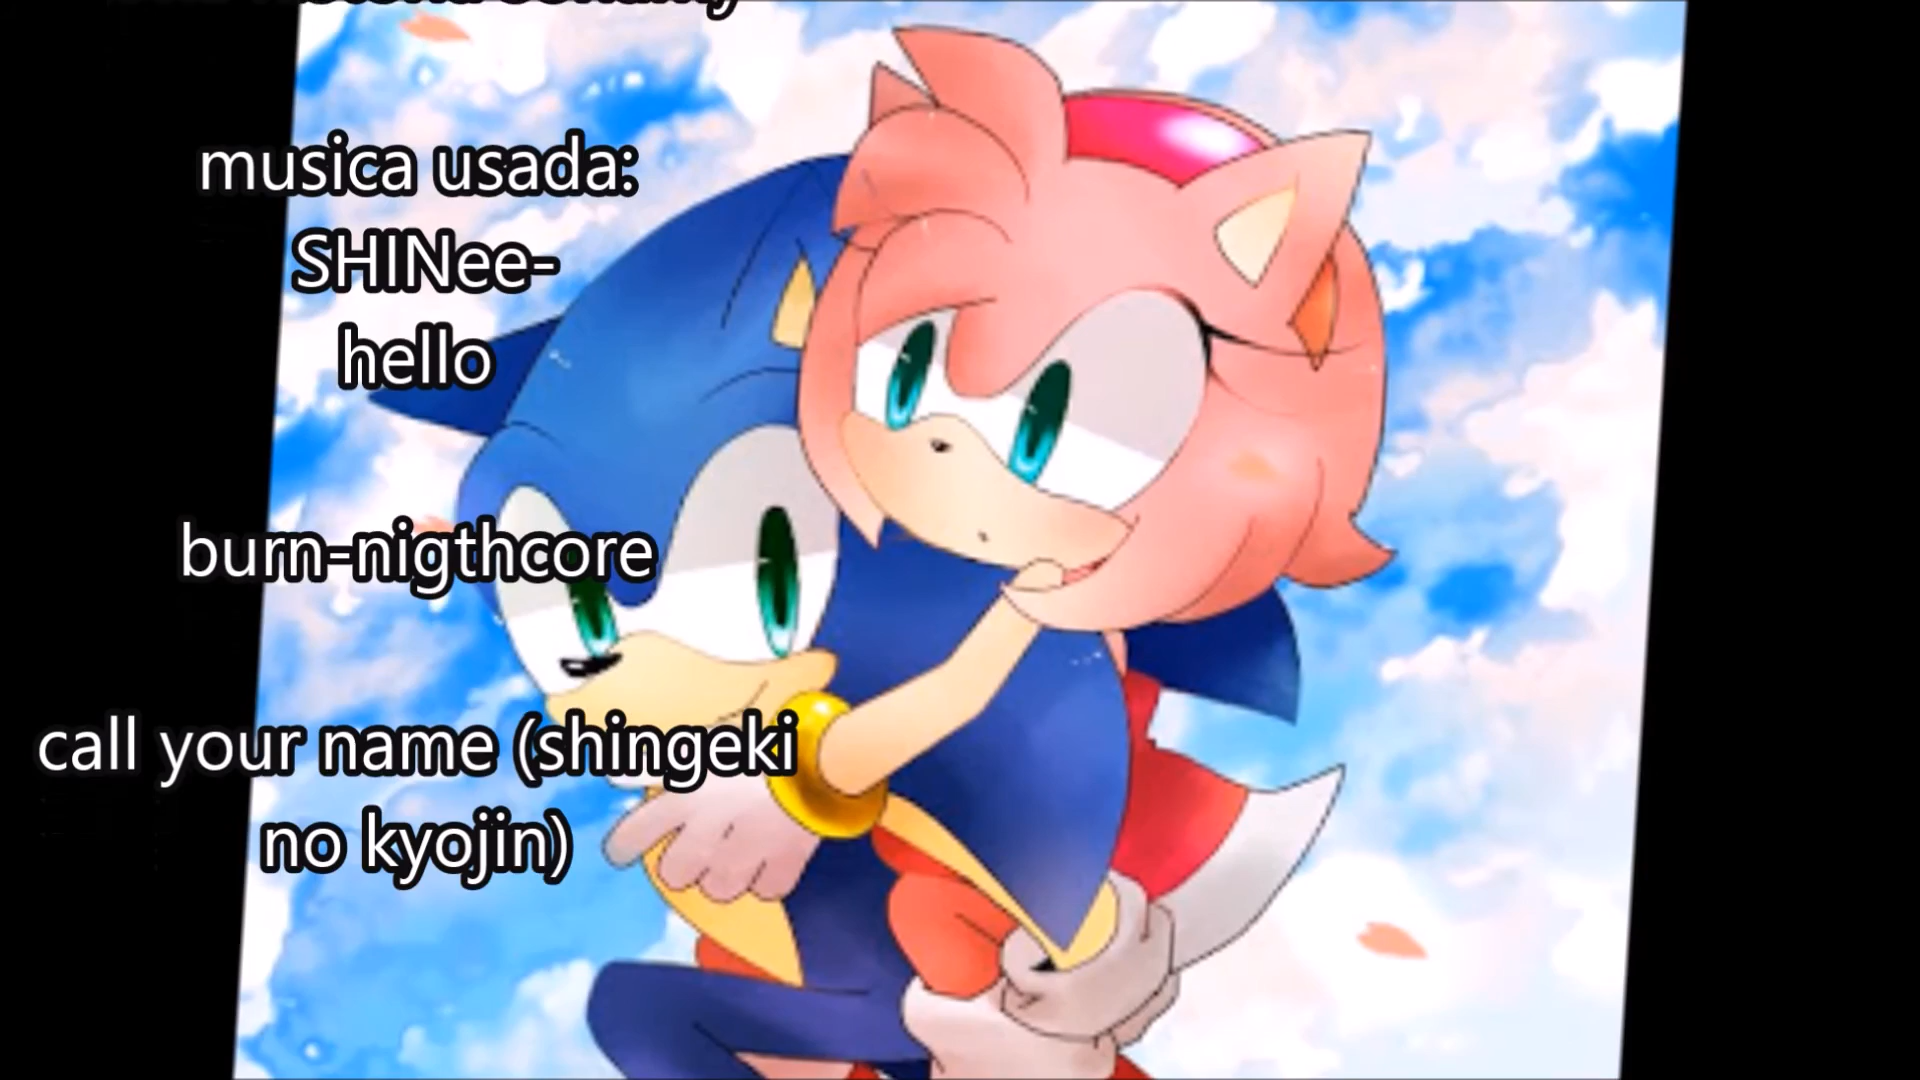 musica usada:
SHINee-
hello
burn-nigthcore
call your name (shingeki
no kyojin)